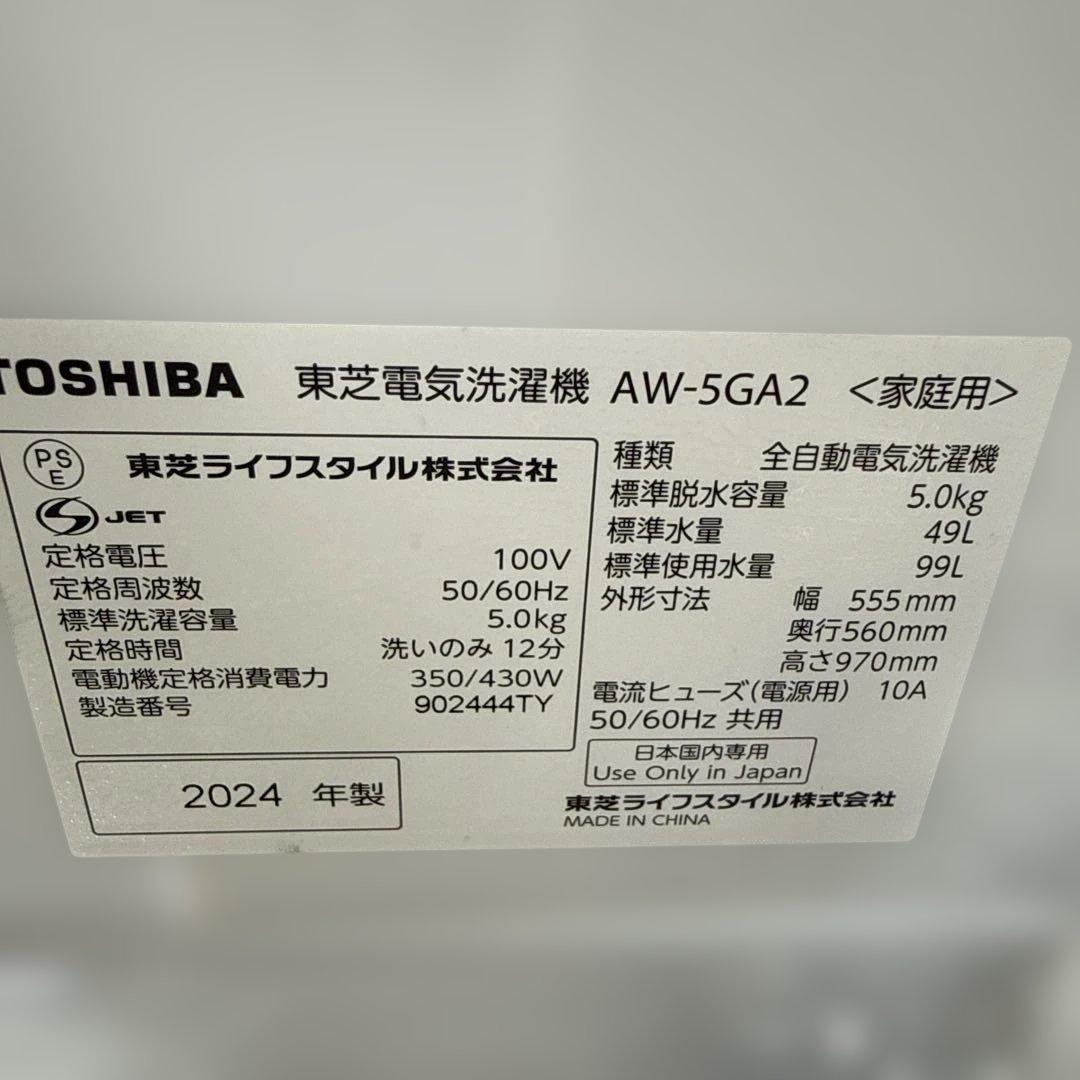 TOSHIBA 東芝電気洗濯機 AW-5GA2 <家庭用>
PSE
東芝ライフスタイル株式会社
JET
定格電圧 100V
定格周波数 50/60Hz
標準洗濯容量 5.0kg
定格時間 洗いのみ 12分
電動機定格消費電力 350/430W
製造番号 902444TY
2024 年製
種類 全自動電気洗濯機
標準脱水容量 5.0kg
標準水量 49L
標準使用水量 99L
外形寸法 幅 555mm
奥行560mm
高さ970mm
電流ヒューズ(電源用) 10A
50/60Hz 共用
日本国内専用
Use Only in Japan
東芝ライフスタイル株式会社
MADE IN CHINA